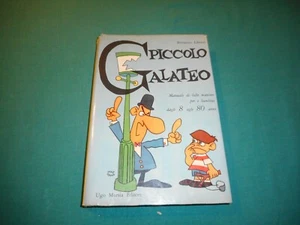 PICCOLO
GALATEO
Manuale di vita moderna
per i bambini
dagli 8 agli 80 anni
Ugo Mursia Editore